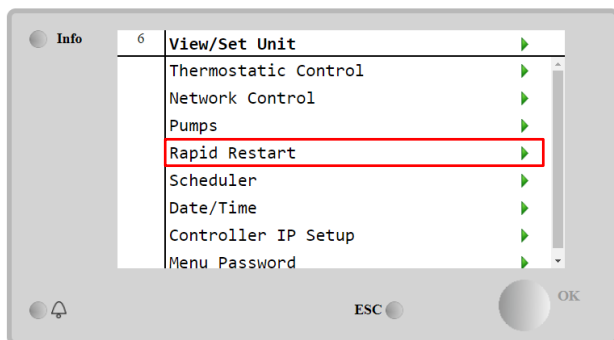 Info
6 View/Set Unit
Thermostatic Control
Network Control
Pumps
Rapid Restart
Scheduler
Date/Time
Controller IP Setup
Menu Password
ESC
OK